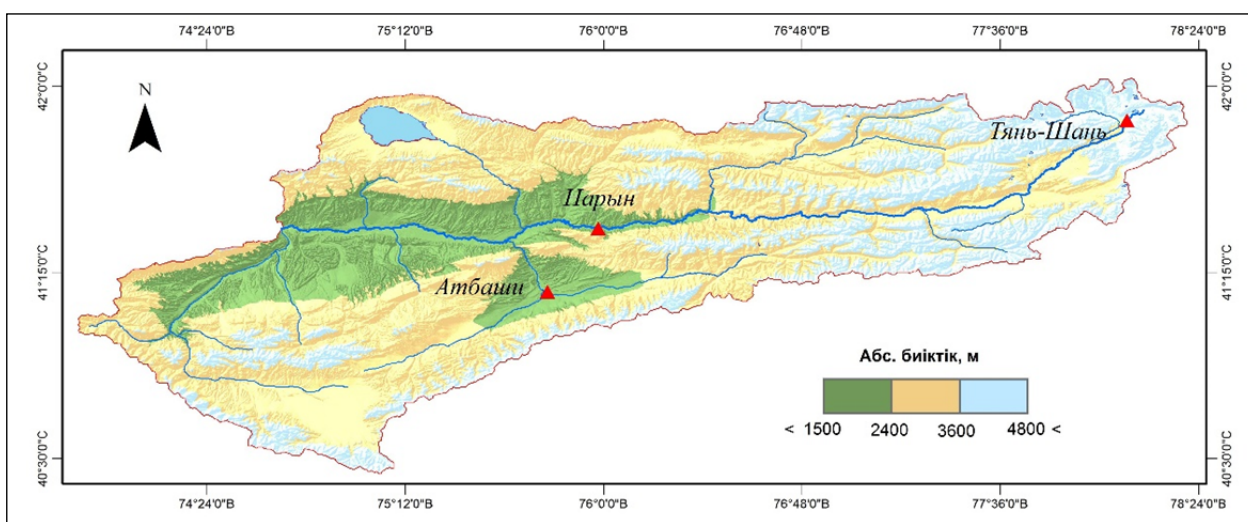 74°24'0"В 75°12'0"В 76°0'0"В 76°48'0"В 77°36'0"В 78°24'0"В
42°0'0"С 42°0'0"С
N
Тянь-Шань
Нарын
41°15'0"С 41°15'0"С
Атбаши
Абс. биіктік, м
< 1500 2400 3600 4800 <
40°30'0"С 40°30'0"С
74°24'0"В 75°12'0"В 76°0'0"В 76°48'0"В 77°36'0"В 78°24'0"В